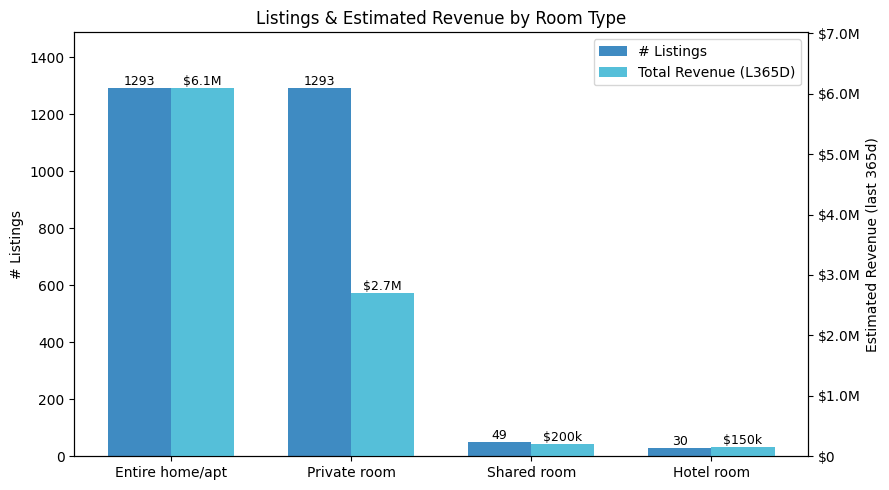 Listings & Estimated Revenue by Room Type
# Listings
Total Revenue (L365D)
1400
1200
1000
800
600
400
200
0
# Listings
$7.0M
$6.0M
$5.0M
$4.0M
$3.0M
$2.0M
$1.0M
$0
Estimated Revenue (last 365d)
1293
$6.1M
1293
$2.7M
49
$200k
30
$150k
Entire home/apt
Private room
Shared room
Hotel room